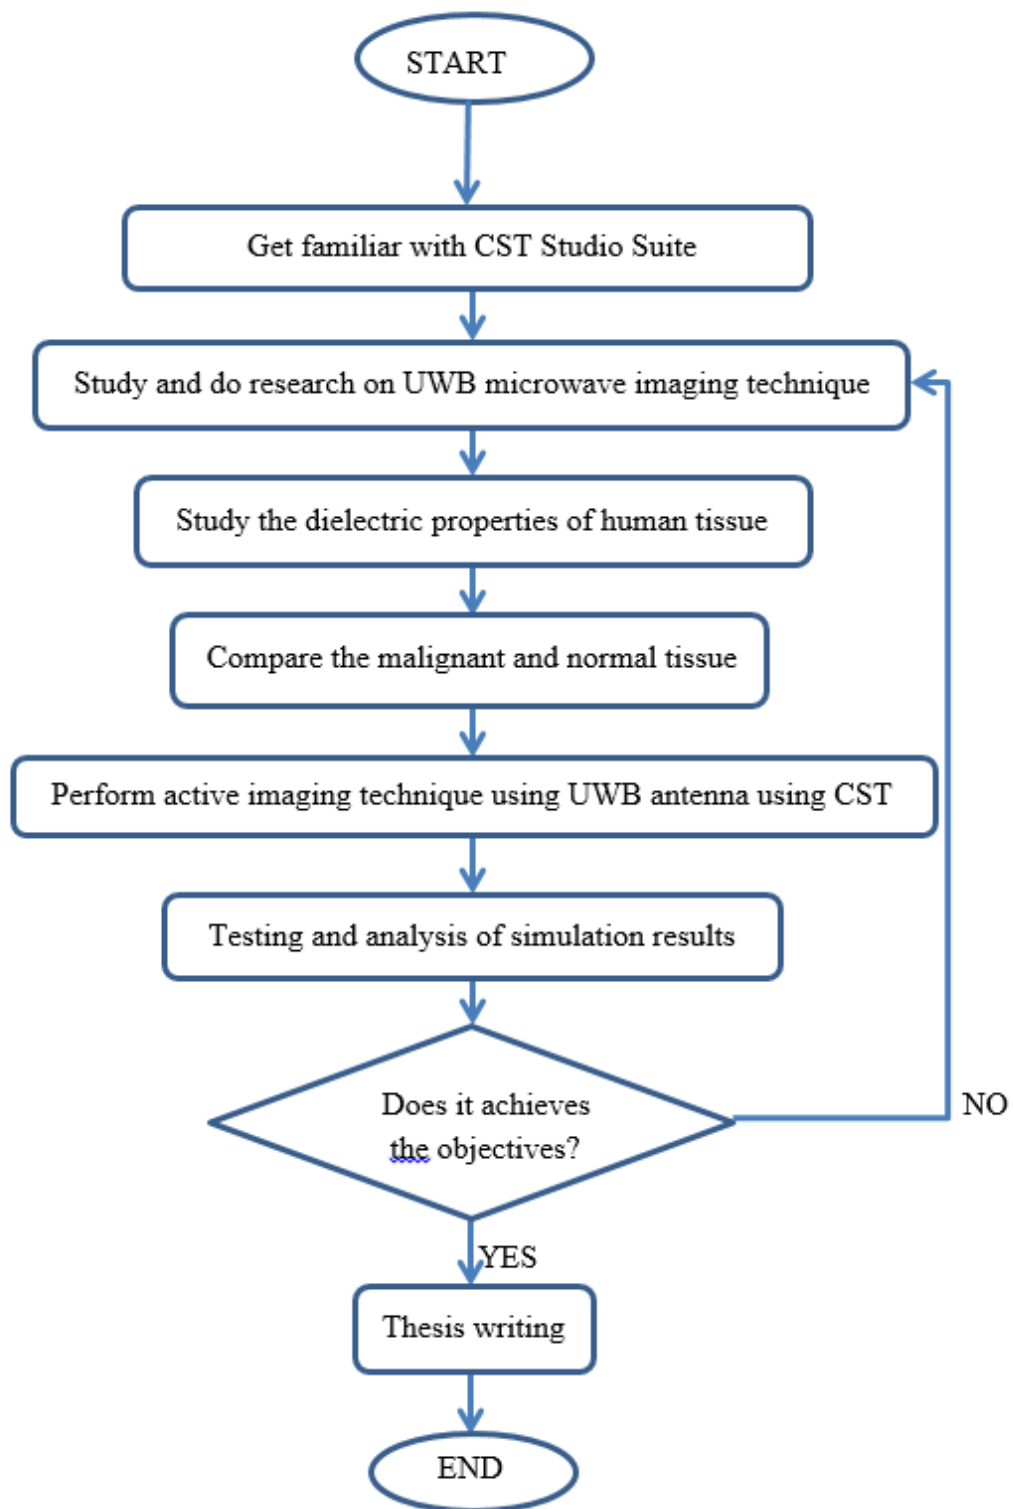 START
Get familiar with CST Studio Suite
Study and do research on UWB microwave imaging technique
Study the dielectric properties of human tissue
Compare the malignant and normal tissue
Perform active imaging technique using UWB antenna using CST
Testing and analysis of simulation results
Does it achieves
the objectives?
NO
YES
Thesis writing
END